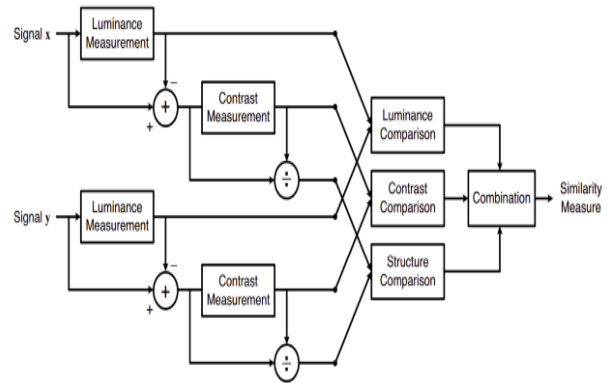 Luminance
Measurement
Signal x
−
+
+
Contrast
Measurement
÷
Luminance
Comparison
Contrast
Comparison
Combination
Similarity
Measure
Structure
Comparison
Signal y
Luminance
Measurement
−
+
+
Contrast
Measurement
÷